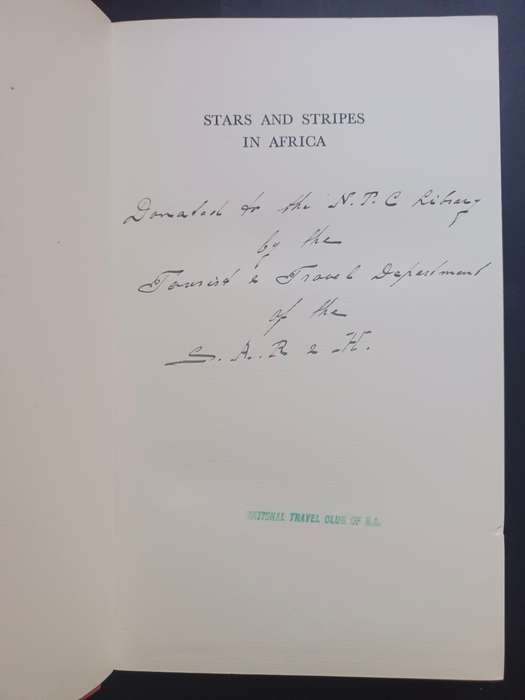 STARS AND STRIPES
IN AFRICA
Donated to the N.T.C Library
by the
Tourist & Travel Department
of the
S.A.R & H.
NATIONAL TRAVEL CLUB OF S.A.